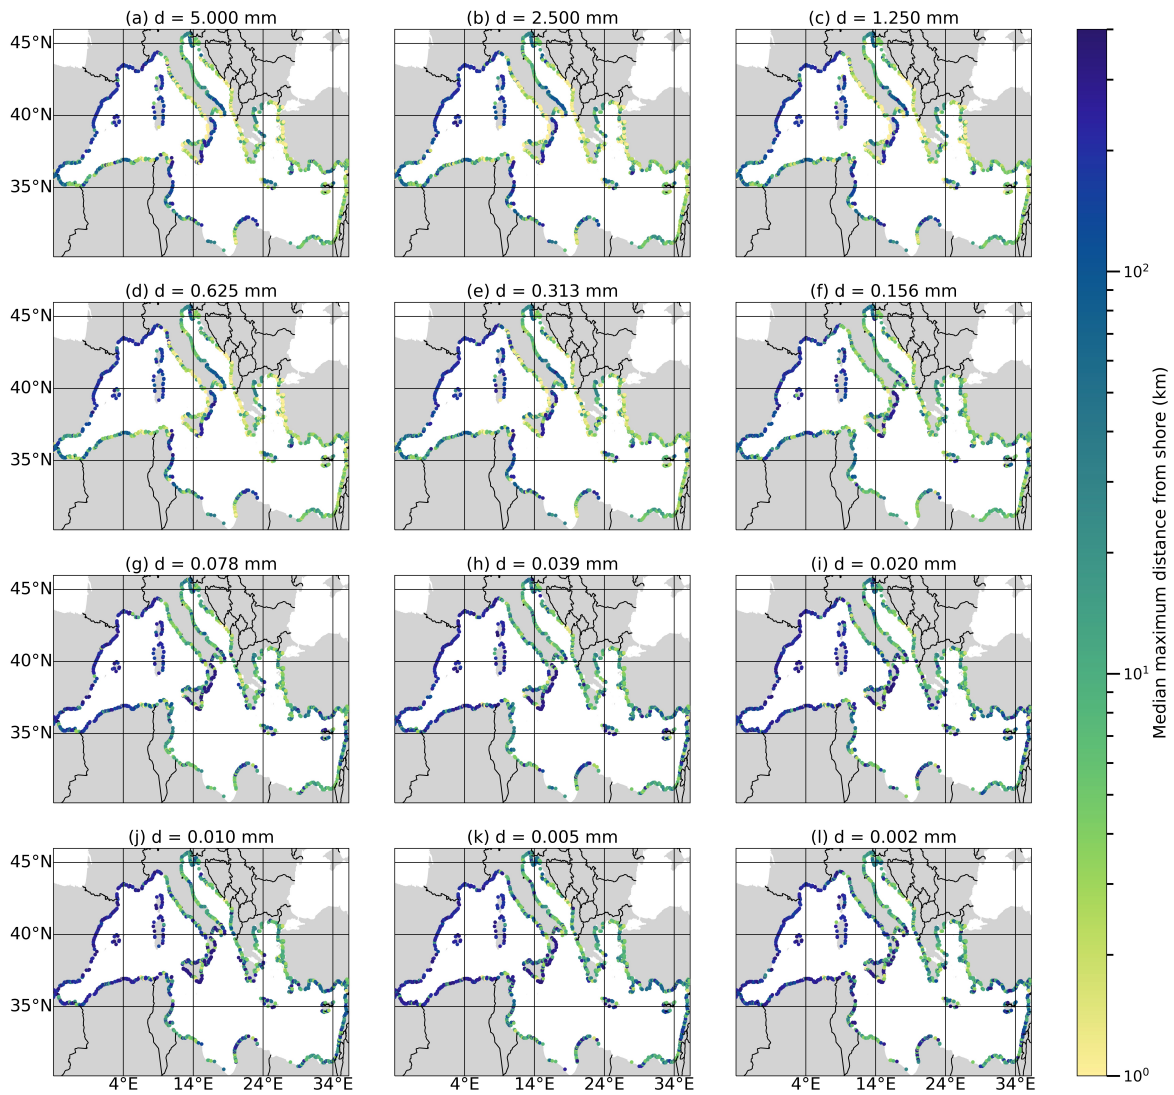 (a) d = 5.000 mm
(b) d = 2.500 mm
(c) d = 1.250 mm
45°N
40°N
35°N
(d) d = 0.625 mm
(e) d = 0.313 mm
(f) d = 0.156 mm
45°N
40°N
35°N
(g) d = 0.078 mm
(h) d = 0.039 mm
(i) d = 0.020 mm
45°N
40°N
35°N
(j) d = 0.010 mm
(k) d = 0.005 mm
(l) d = 0.002 mm
45°N
40°N
35°N
4°E 14°E 24°E 34°E
4°E 14°E 24°E 34°E
4°E 14°E 24°E 34°E
10²
10¹
10⁰
Median maximum distance from shore (km)